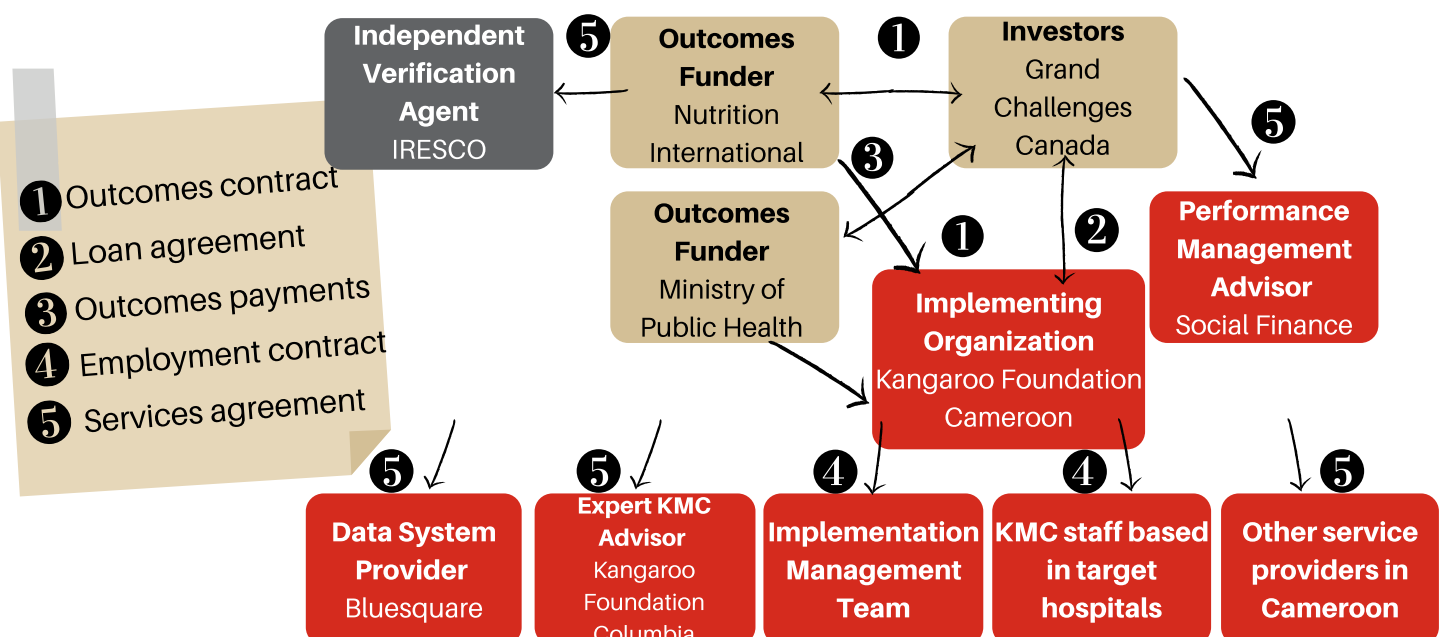 Independent
Verification
Agent
IRESCO
5
Outcomes
Funder
Nutrition
International
1
Investors
Grand
Challenges
Canada
5
3
1 Outcomes contract
2 Loan agreement
3 Outcomes payments
4 Employment contract
5 Services agreement
Outcomes
Funder
Ministry of
Public Health
1
2
Performance
Management
Advisor
Social Finance
Implementing
Organization
Kangaroo Foundation
Cameroon
5
5
4
4
5
Data System
Provider
Bluesquare
Expert KMC
Advisor
Kangaroo
Foundation
Columbia
Implementation
Management
Team
KMC staff based
in target
hospitals
Other service
providers in
Cameroon